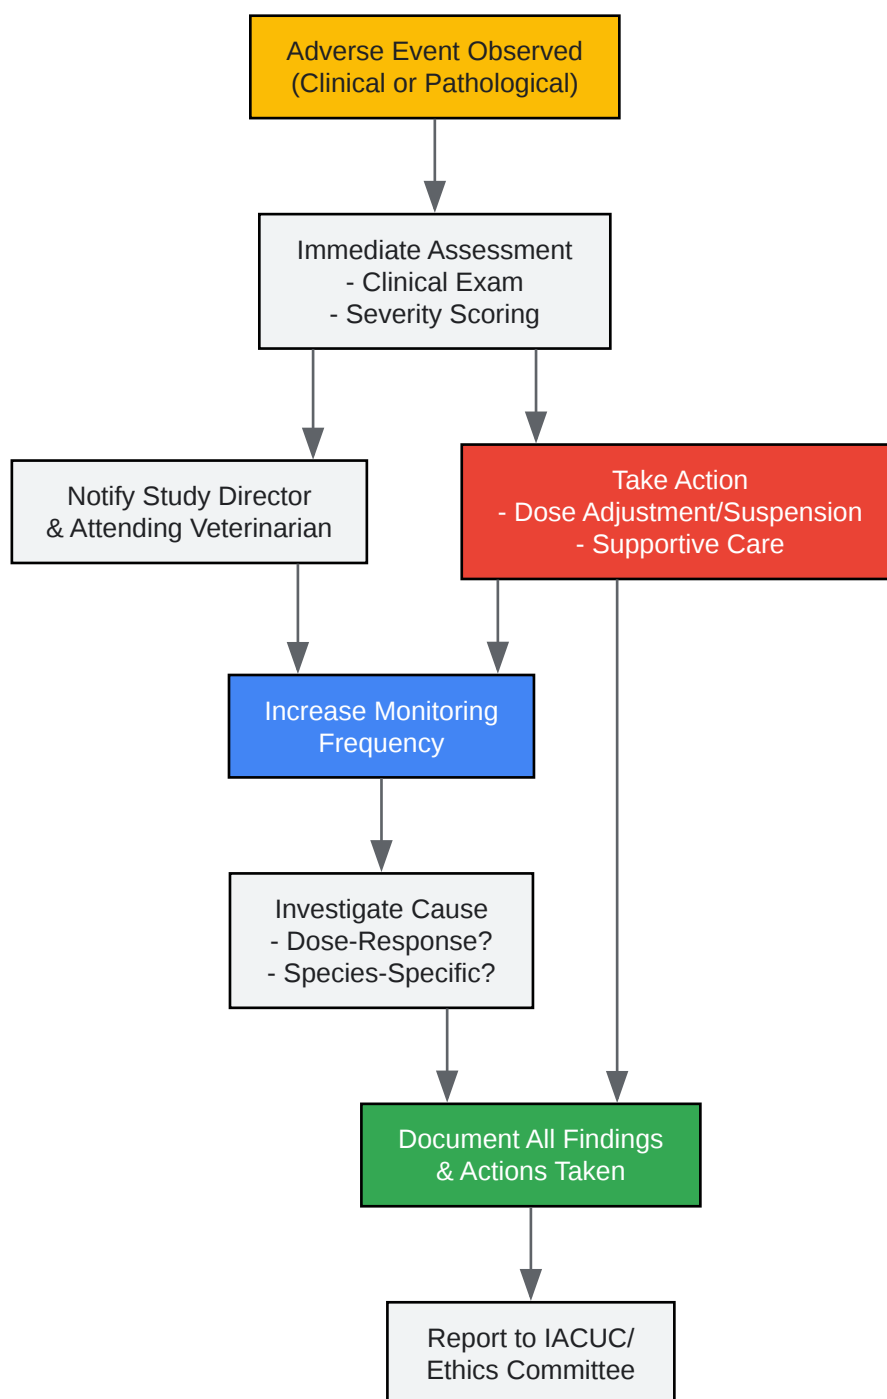 Adverse Event Observed
(Clinical or Pathological)
Immediate Assessment
- Clinical Exam
- Severity Scoring
Notify Study Director
& Attending Veterinarian
Take Action
- Dose Adjustment/Suspension
- Supportive Care
Increase Monitoring
Frequency
Investigate Cause
- Dose-Response?
- Species-Specific?
Document All Findings
& Actions Taken
Report to IACUC/
Ethics Committee